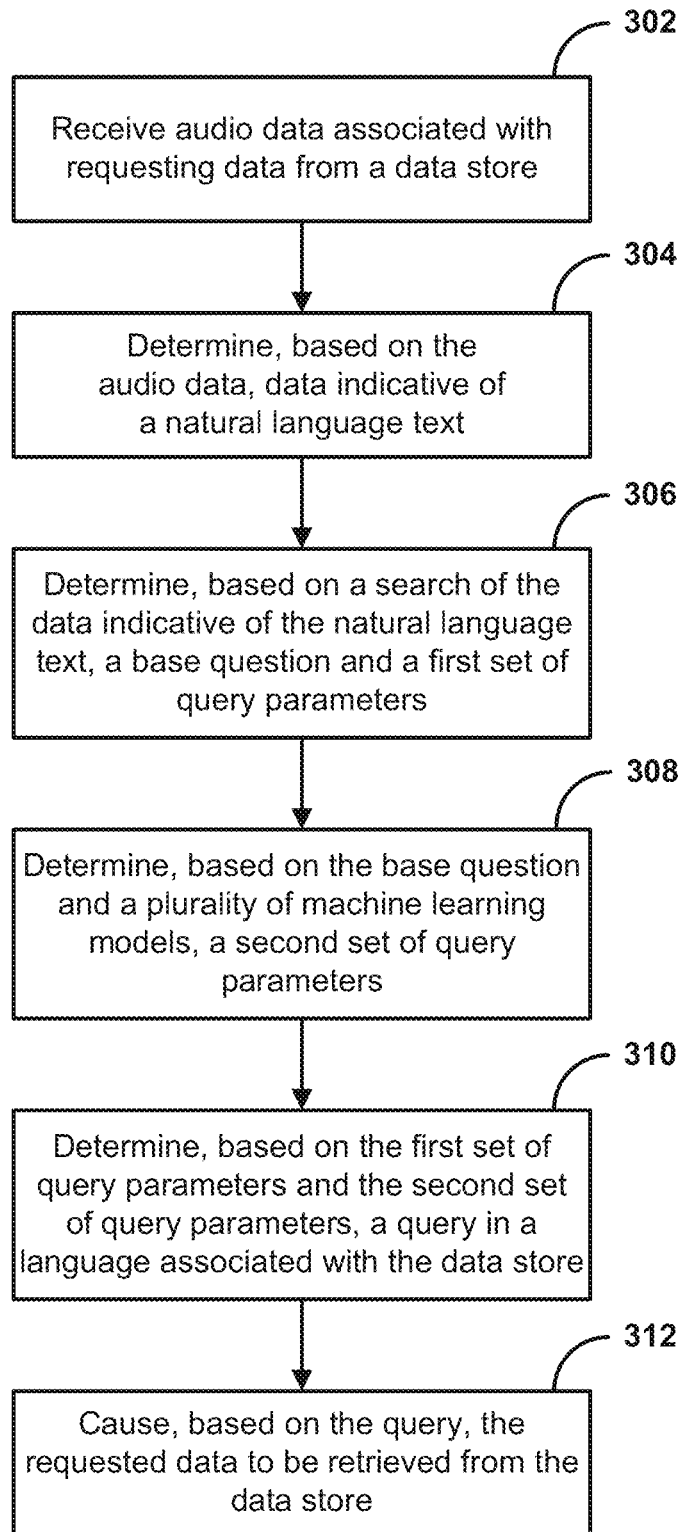 302
Receive audio data associated with
requesting data from a data store
304
Determine, based on the
audio data, data indicative of
a natural language text
306
Determine, based on a search of the
data indicative of the natural language
text, a base question and a first set of
query parameters
308
Determine, based on the base question
and a plurality of machine learning
models, a second set of query
parameters
310
Determine, based on the first set of
query parameters and the second set
of query parameters, a query in a
language associated with the data store
312
Cause, based on the query, the
requested data to be retrieved from the
data store